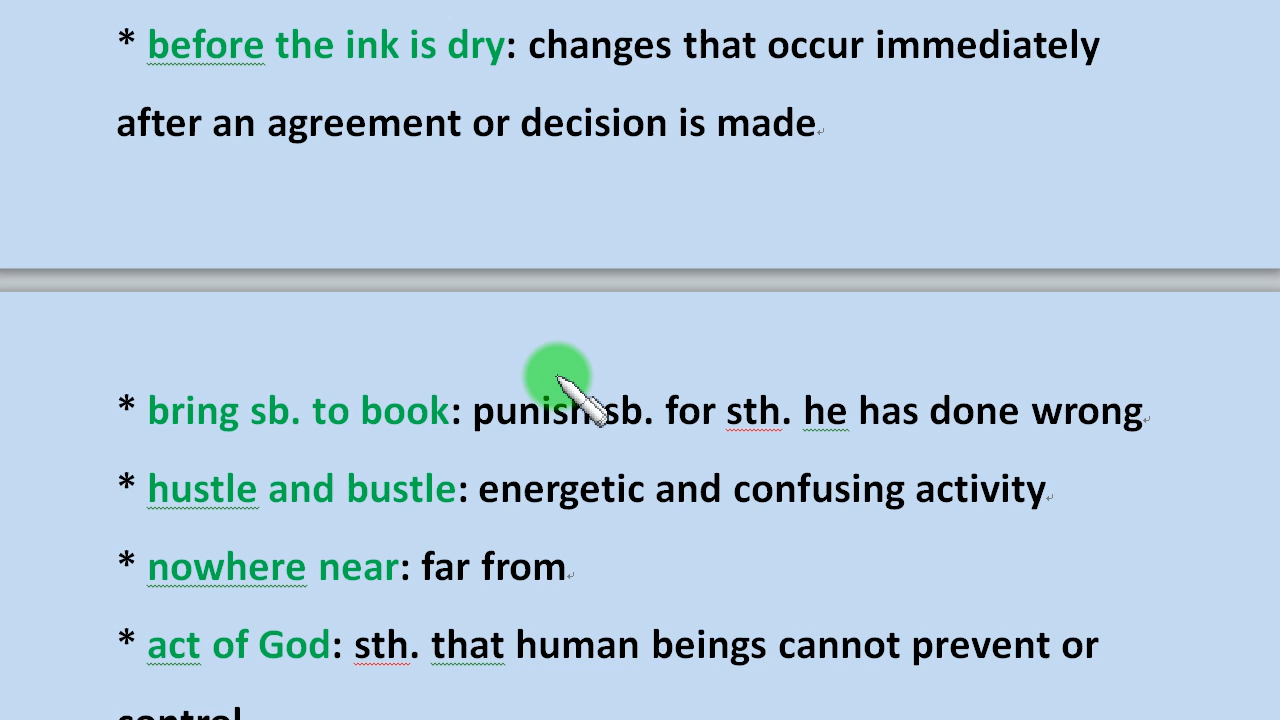 * before the ink is dry: changes that occur immediately
after an agreement or decision is made
* bring sb. to book: punish sb. for sth. he has done wrong
* hustle and bustle: energetic and confusing activity
* nowhere near: far from
* act of God: sth. that human beings cannot prevent or
control